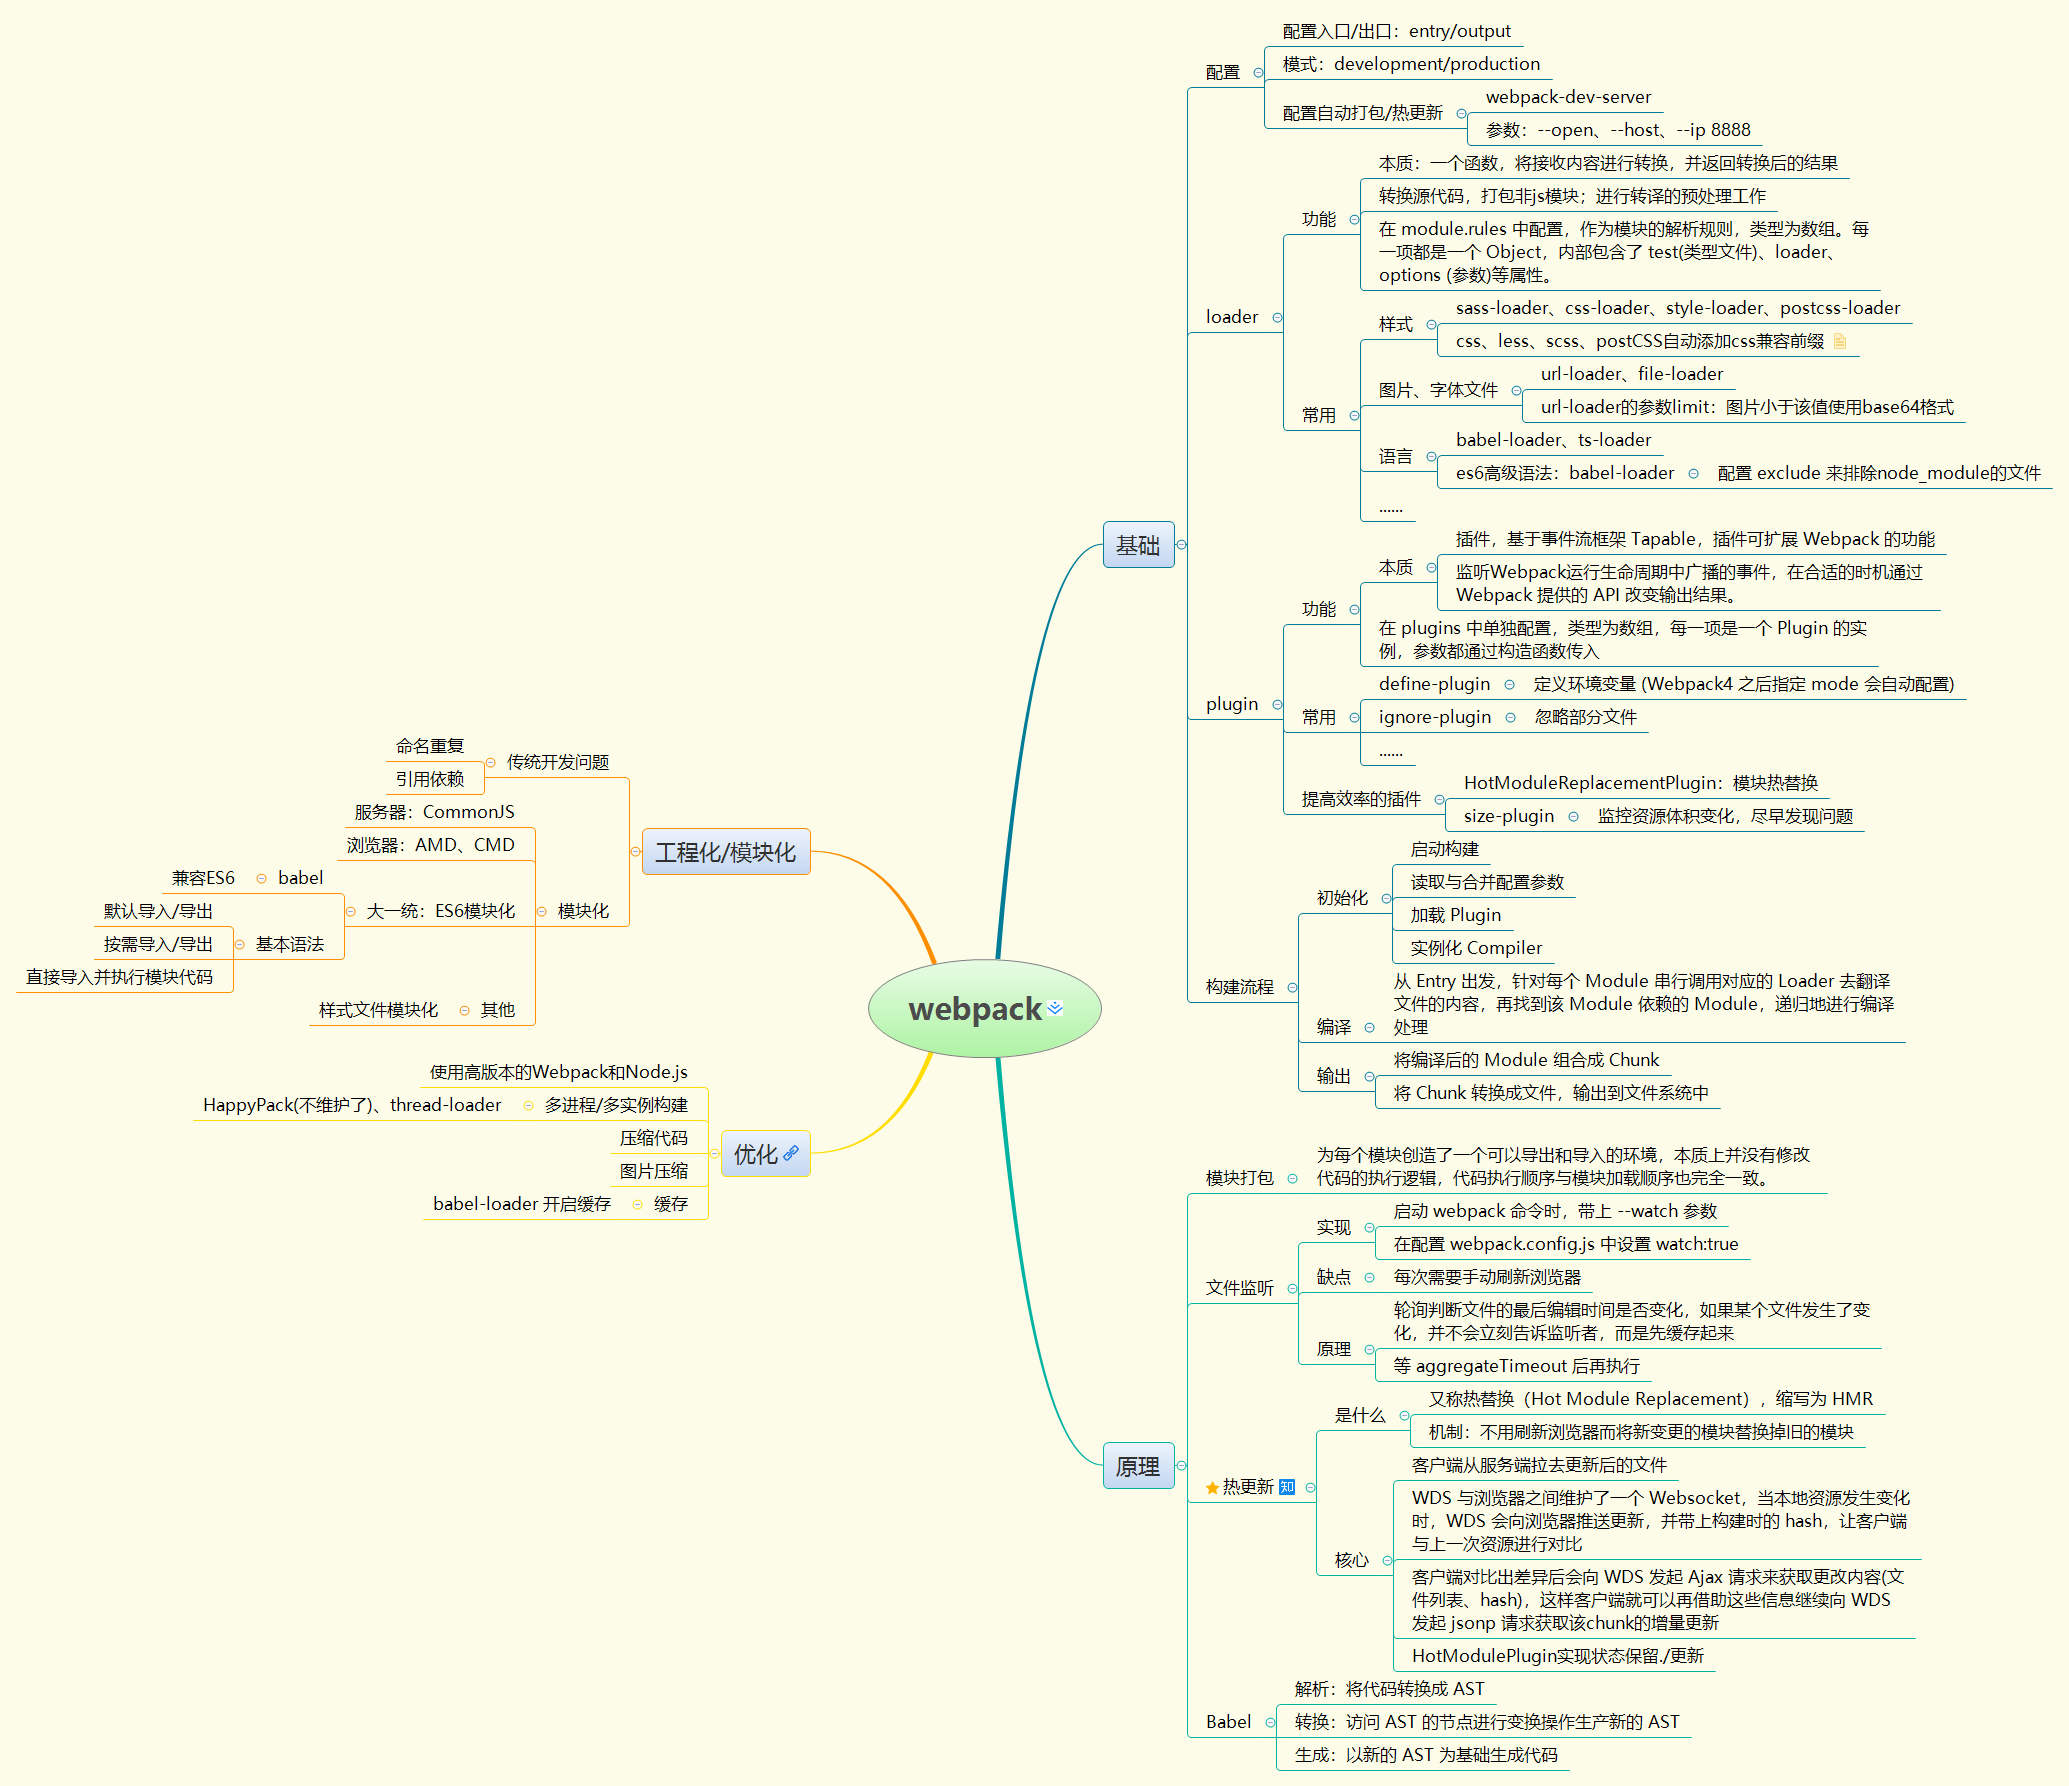 webpack
基础
配置
配置入口/出口：entry/output
模式：development/production
配置自动打包/热更新
webpack-dev-server
参数：--open、--host、--ip 8888
loader
功能
本质：一个函数，将接收内容进行转换，并返回转换后的结果
转换源代码，打包非js模块；进行转译的预处理工作
在 module.rules 中配置，作为模块的解析规则，类型为数组。每
一项都是一个 Object，内部包含了 test(类型文件)、loader、
options (参数)等属性。
常用
样式
sass-loader、css-loader、style-loader、postcss-loader
css、less、scss、postCSS自动添加css兼容前缀
图片、字体文件
url-loader、file-loader
url-loader的参数limit：图片小于该值使用base64格式
语言
babel-loader、ts-loader
es6高级语法：babel-loader
配置 exclude 来排除node_module的文件
......
plugin
功能
本质
插件，基于事件流框架 Tapable，插件可扩展 Webpack 的功能
监听Webpack运行生命周期中广播的事件，在合适的时机通过
Webpack 提供的 API 改变输出结果。
在 plugins 中单独配置，类型为数组，每一项是一个 Plugin 的实
例，参数都通过构造函数传入
常用
define-plugin
定义环境变量 (Webpack4 之后指定 mode 会自动配置)
ignore-plugin
忽略部分文件
......
提高效率的插件
HotModuleReplacementPlugin：模块热替换
size-plugin
监控资源体积变化，尽早发现问题
构建流程
初始化
启动构建
读取与合并配置参数
加载 Plugin
实例化 Compiler
编译
从 Entry 出发，针对每个 Module 串行调用对应的 Loader 去翻译
文件的内容，再找到该 Module 依赖的 Module，递归地进行编译
处理
输出
将编译后的 Module 组合成 Chunk
将 Chunk 转换成文件，输出到文件系统中
原理
模块打包
为每个模块创造了一个可以导出和导入的环境，本质上并没有修改
代码的执行逻辑，代码执行顺序与模块加载顺序也完全一致。
文件监听
实现
启动 webpack 命令时，带上 --watch 参数
在配置 webpack.config.js 中设置 watch:true
缺点
每次需要手动刷新浏览器
原理
轮询判断文件的最后编辑时间是否变化，如果某个文件发生了变
化，并不会立刻告诉监听者，而是先缓存起来
等 aggregateTimeout 后再执行
热更新 知
是什么
又称热替换（Hot Module Replacement），缩写为 HMR
机制：不用刷新浏览器而将新变更的模块替换掉旧的模块
核心
客户端从服务端拉去更新后的文件
WDS 与浏览器之间维护了一个 Websocket，当本地资源发生变化
时，WDS 会向浏览器推送更新，并带上构建时的 hash，让客户端
与上一次资源进行对比
客户端对比出差异后会向 WDS 发起 Ajax 请求来获取更改内容(文
件列表、hash)，这样客户端就可以再借助这些信息继续向 WDS
发起 jsonp 请求获取该chunk的增量更新
HotModulePlugin实现状态保留./更新
Babel
解析：将代码转换成 AST
转换：访问 AST 的节点进行变换操作生产新的 AST
生成：以新的 AST 为基础生成代码
工程化/模块化
传统开发问题
命名重复
引用依赖
模块化
服务器：CommonJS
浏览器：AMD、CMD
大一统：ES6模块化
babel
兼容ES6
基本语法
默认导入/导出
按需导入/导出
直接导入并执行模块代码
其他
样式文件模块化
优化
使用高版本的Webpack和Node.js
多进程/多实例构建
HappyPack(不维护了)、thread-loader
压缩代码
图片压缩
缓存
babel-loader 开启缓存